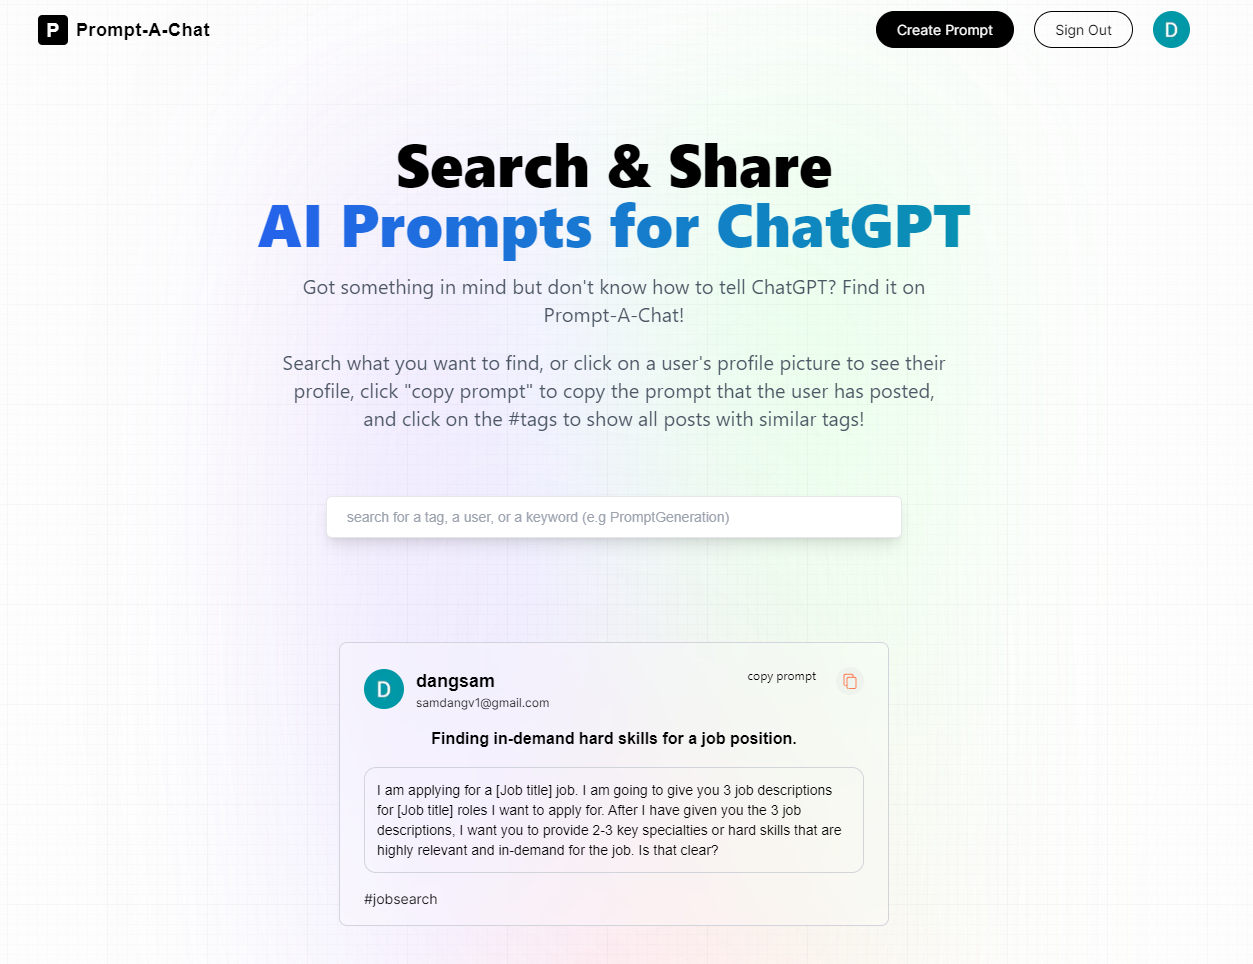 P Prompt-A-Chat
Create Prompt
Sign Out
D
Search & Share
AI Prompts for ChatGPT
Got something in mind but don't know how to tell ChatGPT? Find it on
Prompt-A-Chat!
Search what you want to find, or click on a user's profile picture to see their
profile, click "copy prompt" to copy the prompt that the user has posted,
and click on the #tags to show all posts with similar tags!
search for a tag, a user, or a keyword (e.g PromptGeneration)
D
dangsam
samdangv1@gmail.com
copy prompt
Finding in-demand hard skills for a job position.
I am applying for a [Job title] job. I am going to give you 3 job descriptions
for [Job title] roles I want to apply for. After I have given you the 3 job
descriptions, I want you to provide 2-3 key specialties or hard skills that are
highly relevant and in-demand for the job. Is that clear?
#jobsearch